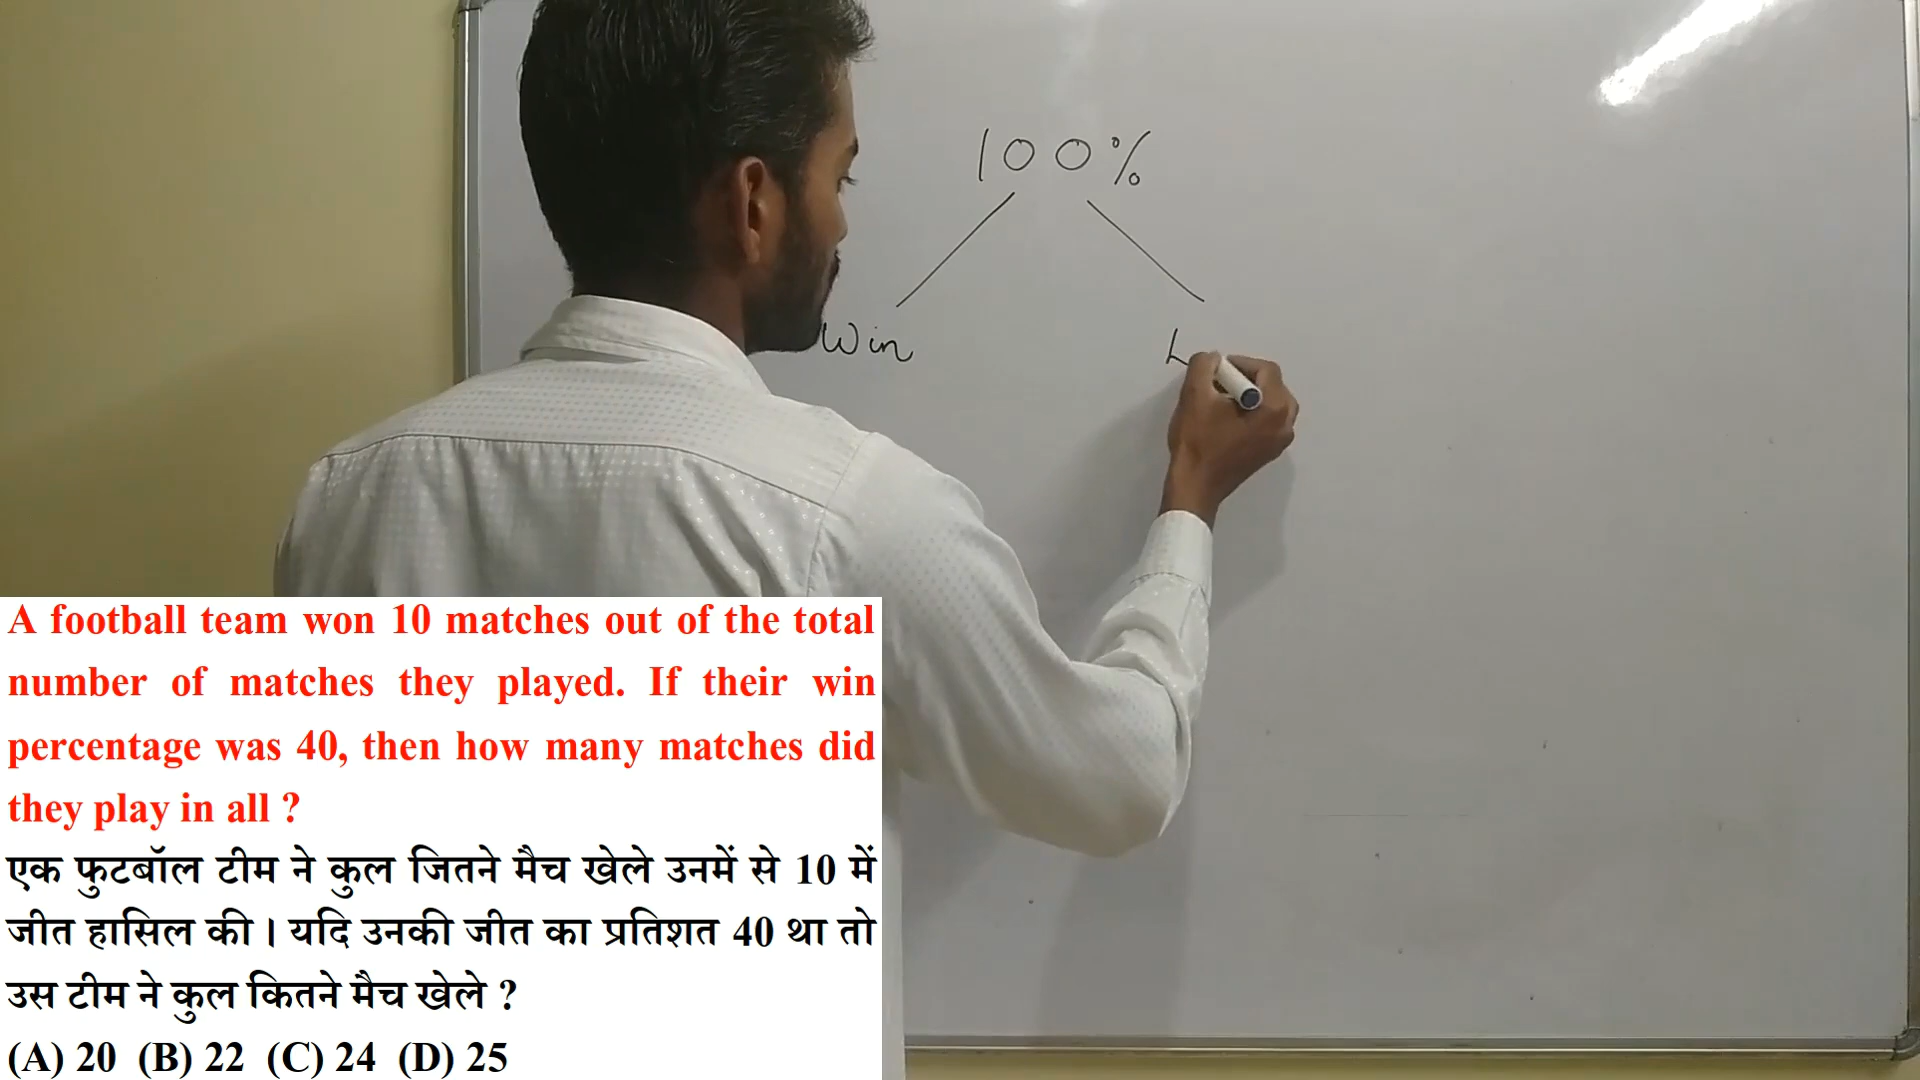 100%
Win
L
A football team won 10 matches out of the total
number of matches they played. If their win
percentage was 40, then how many matches did
they play in all ?
एक फुटबॉल टीम ने कुल जितने मैच खेले उनमें से 10 में
जीत हासिल की। यदि उनकी जीत का प्रतिशत 40 था तो
उस टीम ने कुल कितने मैच खेले ?
(A) 20 (B) 22 (C) 24 (D) 25